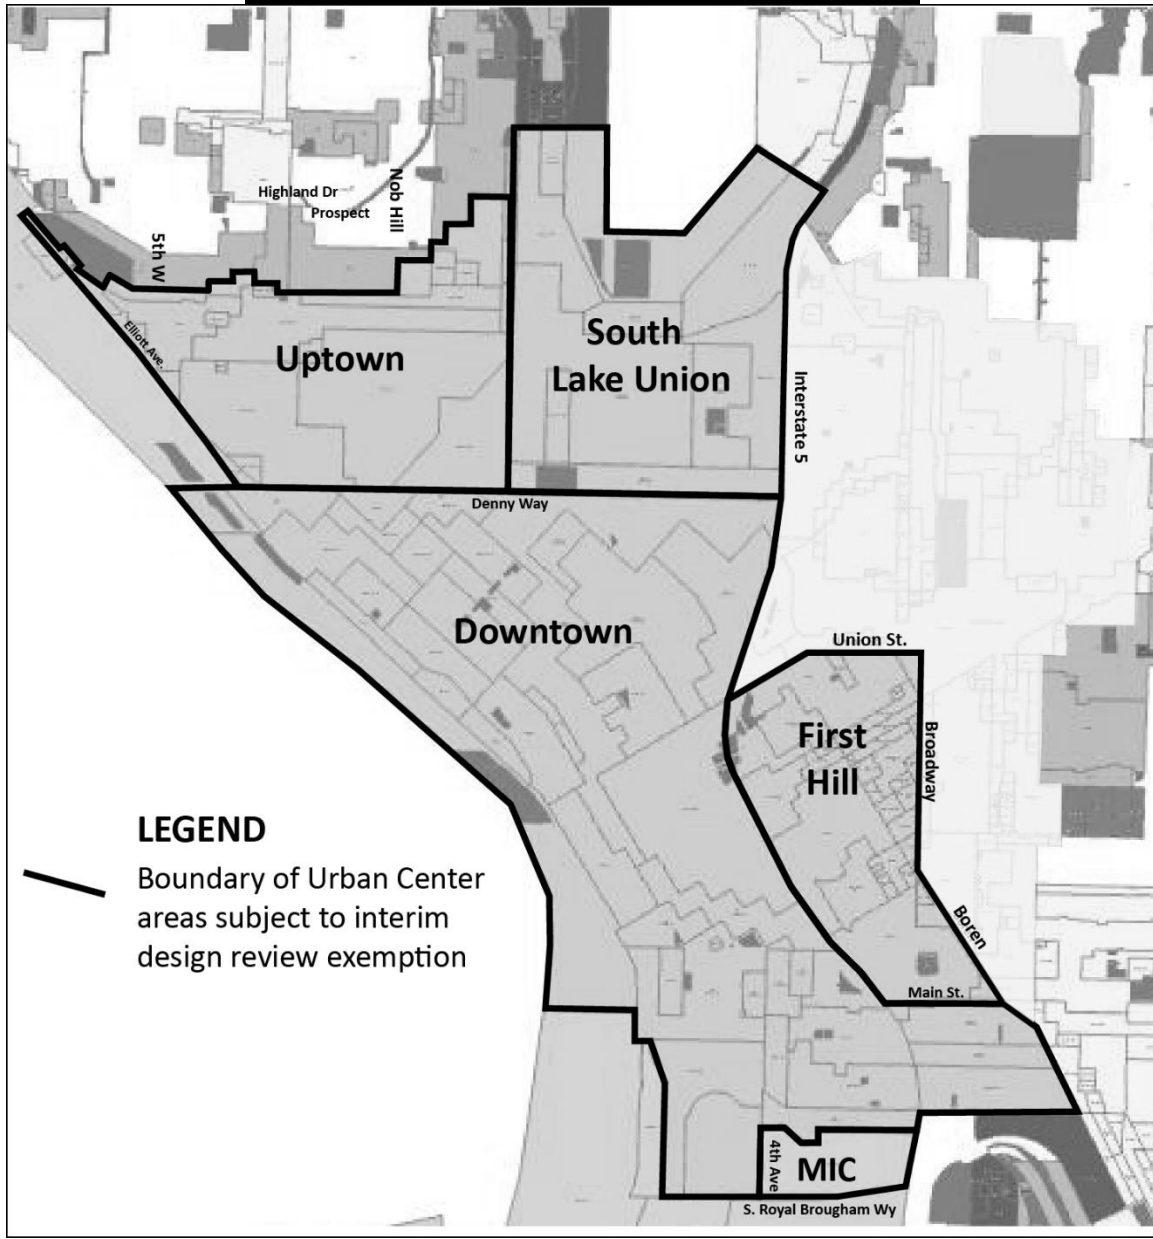 Highland Dr
Prospect
Nob Hill
5th W
Elliott Ave.
Uptown
South
Lake Union
Interstate 5
Denny Way
Downtown
Union St.
First
Hill
Broadway
LEGEND
Boundary of Urban Center
areas subject to interim
design review exemption
Boren
Main St.
4th Ave
MIC
S. Royal Brougham Wy